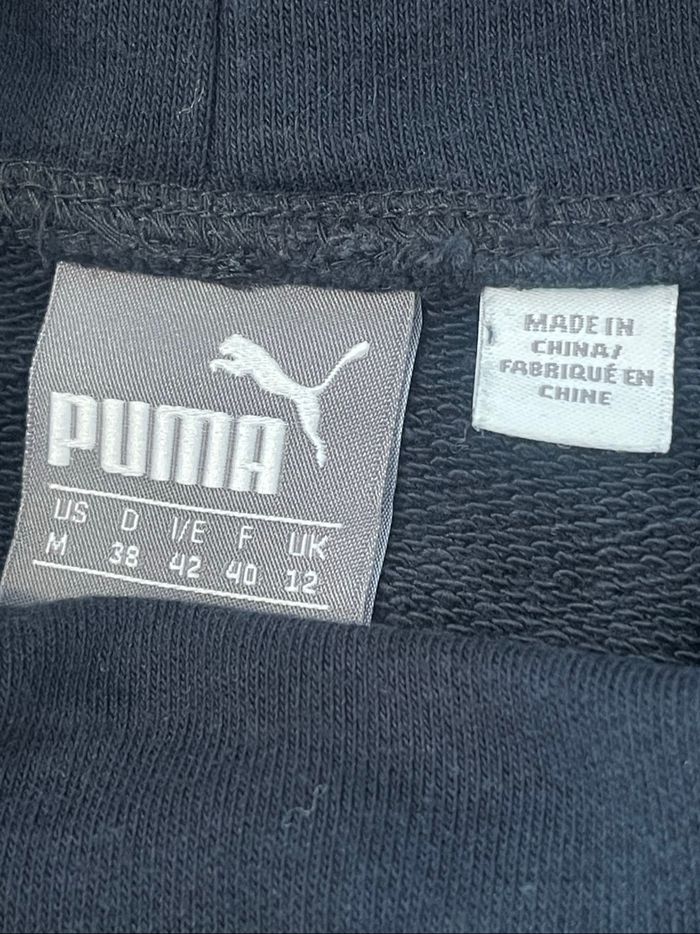 PUMA
US D I/E F UK
M 38 42 40 12
MADE IN
CHINA/
FABRIQUÉ EN
CHINE